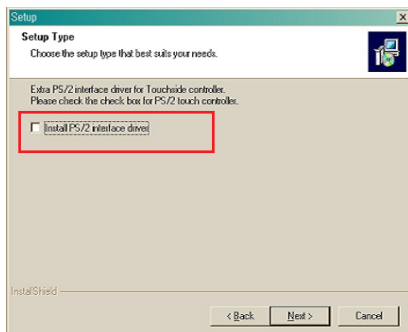 Setup
Setup Type
Choose the setup type that best suits your needs.
Extra PS/2 interface driver for Touchside controller.
Please check the check box for PS/2 touch controller.
Install PS/2 interface driver
InstallShield
< Back
Next >
Cancel